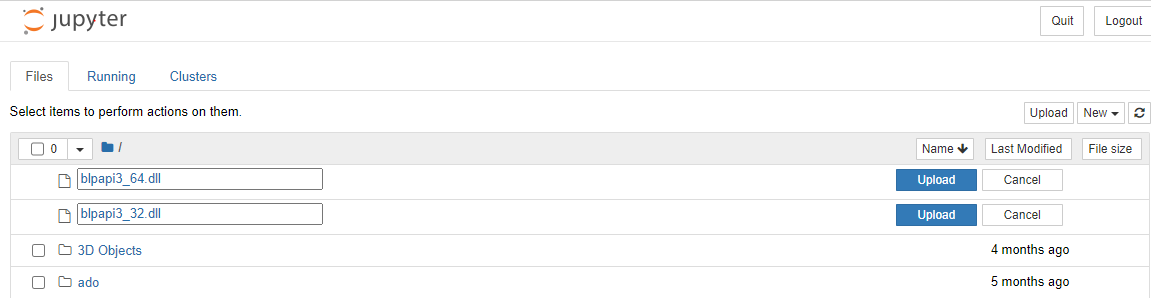 jupyter Quit Logout
Files Running Clusters
Select items to perform actions on them. Upload New
0 / Name Last Modified File size
blpapi3_64.dll Upload Cancel
blpapi3_32.dll Upload Cancel
3D Objects 4 months ago
ado 5 months ago